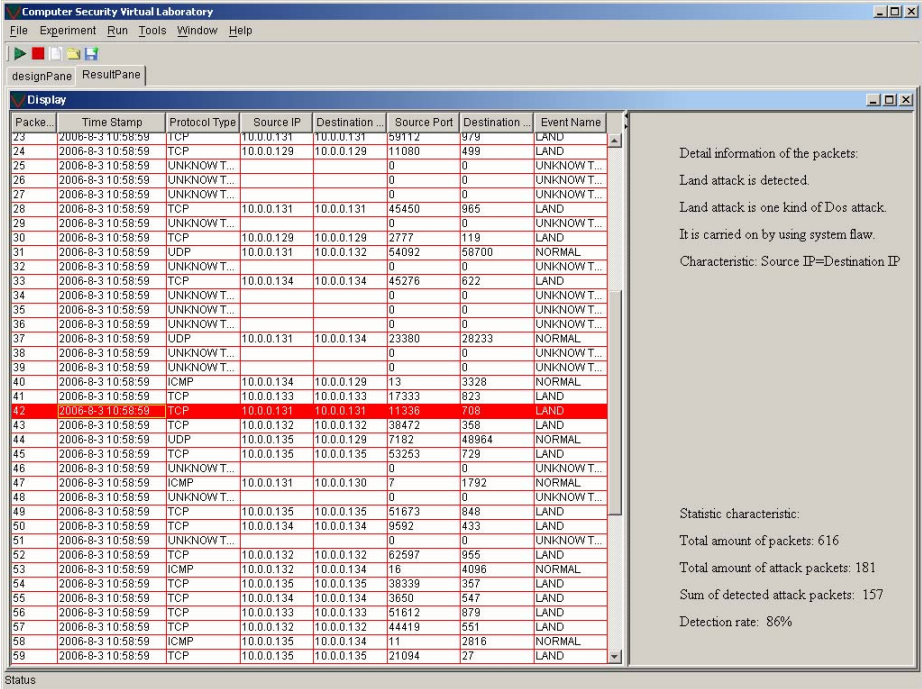 Computer Security Virtual Laboratory
File Experiment Run Tools Window Help
designPane ResultPane
Display
Packe... Time Stamp Protocol Type Source IP Destination ... Source Port Destination ... Event Name
23 2006-8-3 10:58:59 TCP 10.0.0.131 10.0.0.131 59112 979 LAND
24 2006-8-3 10:58:59 TCP 10.0.0.129 10.0.0.129 11080 499 LAND
25 2006-8-3 10:58:59 UNKNOW T... 0 0 UNKNOW T...
26 2006-8-3 10:58:59 UNKNOW T... 0 0 UNKNOW T...
27 2006-8-3 10:58:59 UNKNOW T... 0 0 UNKNOW T...
28 2006-8-3 10:58:59 TCP 10.0.0.131 10.0.0.131 45450 965 LAND
29 2006-8-3 10:58:59 UNKNOW T... 0 0 UNKNOW T...
30 2006-8-3 10:58:59 TCP 10.0.0.129 10.0.0.129 2777 119 LAND
31 2006-8-3 10:58:59 UDP 10.0.0.131 10.0.0.132 54092 58700 NORMAL
32 2006-8-3 10:58:59 UNKNOW T... 0 0 UNKNOW T...
33 2006-8-3 10:58:59 TCP 10.0.0.134 10.0.0.134 45276 622 LAND
34 2006-8-3 10:58:59 UNKNOW T... 0 0 UNKNOW T...
35 2006-8-3 10:58:59 UNKNOW T... 0 0 UNKNOW T...
36 2006-8-3 10:58:59 UNKNOW T... 0 0 UNKNOW T...
37 2006-8-3 10:58:59 UDP 10.0.0.131 10.0.0.134 23380 28233 NORMAL
38 2006-8-3 10:58:59 UNKNOW T... 0 0 UNKNOW T...
39 2006-8-3 10:58:59 UNKNOW T... 0 0 UNKNOW T...
40 2006-8-3 10:58:59 ICMP 10.0.0.134 10.0.0.129 13 3328 NORMAL
41 2006-8-3 10:58:59 TCP 10.0.0.133 10.0.0.133 17333 823 LAND
42 2006-8-3 10:58:59 TCP 10.0.0.131 10.0.0.131 11336 708 LAND
43 2006-8-3 10:58:59 TCP 10.0.0.132 10.0.0.132 38472 358 LAND
44 2006-8-3 10:58:59 UDP 10.0.0.135 10.0.0.129 7182 48964 NORMAL
45 2006-8-3 10:58:59 TCP 10.0.0.135 10.0.0.135 53253 729 LAND
46 2006-8-3 10:58:59 UNKNOW T... 0 0 UNKNOW T...
47 2006-8-3 10:58:59 ICMP 10.0.0.131 10.0.0.130 7 1792 NORMAL
48 2006-8-3 10:58:59 UNKNOW T... 0 0 UNKNOW T...
49 2006-8-3 10:58:59 TCP 10.0.0.135 10.0.0.135 51673 848 LAND
50 2006-8-3 10:58:59 TCP 10.0.0.134 10.0.0.134 9592 433 LAND
51 2006-8-3 10:58:59 UNKNOW T... 0 0 UNKNOW T...
52 2006-8-3 10:58:59 TCP 10.0.0.132 10.0.0.132 62597 955 LAND
53 2006-8-3 10:58:59 ICMP 10.0.0.132 10.0.0.134 16 4096 NORMAL
54 2006-8-3 10:58:59 TCP 10.0.0.135 10.0.0.135 38339 357 LAND
55 2006-8-3 10:58:59 TCP 10.0.0.134 10.0.0.134 3650 547 LAND
56 2006-8-3 10:58:59 TCP 10.0.0.133 10.0.0.133 51612 879 LAND
57 2006-8-3 10:58:59 TCP 10.0.0.132 10.0.0.132 44419 551 LAND
58 2006-8-3 10:58:59 ICMP 10.0.0.135 10.0.0.134 11 2816 NORMAL
59 2006-8-3 10:58:59 TCP 10.0.0.135 10.0.0.135 21094 27 LAND
Detail information of the packets:
Land attack is detected.
Land attack is one kind of Dos attack.
It is carried on by using system flaw.
Characteristic: Source IP=Destination IP
Statistic characteristic:
Total amount of packets: 616
Total amount of attack packets: 181
Sum of detected attack packets: 157
Detection rate: 86%
Status